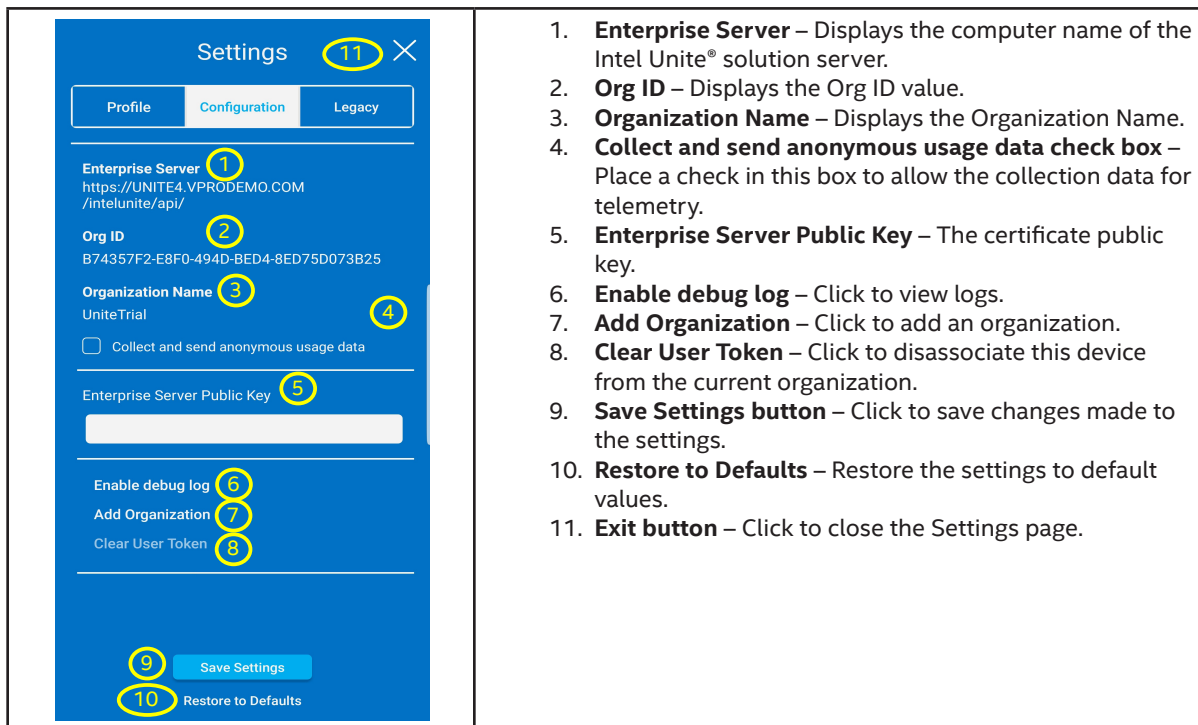 Settings
11
Profile
Configuration
Legacy
Enterprise Server
1
https://UNITE4.VPRODEMO.COM
/intelunite/api/
Org ID
2
B74357F2-E8F0-494D-BED4-8ED75D073B25
Organization Name
3
UniteTrial
4
Collect and send anonymous usage data
Enterprise Server Public Key
5
Enable debug log
6
Add Organization
7
Clear User Token
8
9
Save Settings
10
Restore to Defaults
1. Enterprise Server – Displays the computer name of the
Intel Unite® solution server.
2. Org ID – Displays the Org ID value.
3. Organization Name – Displays the Organization Name.
4. Collect and send anonymous usage data check box –
Place a check in this box to allow the collection data for
telemetry.
5. Enterprise Server Public Key – The certificate public
key.
6. Enable debug log – Click to view logs.
7. Add Organization – Click to add an organization.
8. Clear User Token – Click to disassociate this device
from the current organization.
9. Save Settings button – Click to save changes made to
the settings.
10. Restore to Defaults – Restore the settings to default
values.
11. Exit button – Click to close the Settings page.